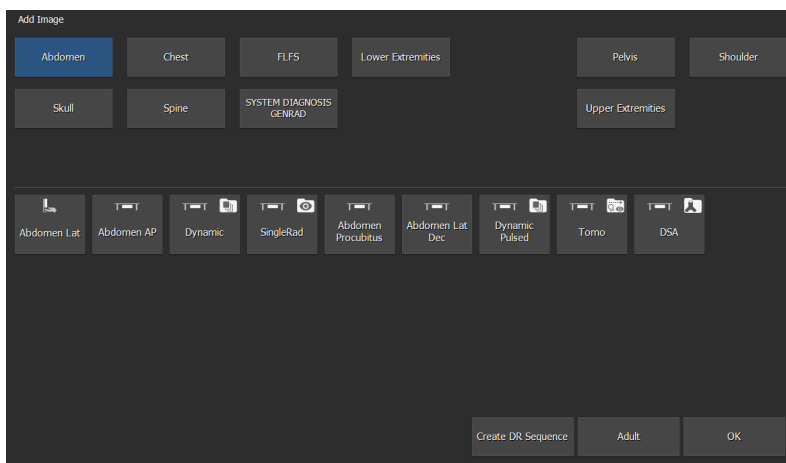 Add Image
Abdomen
Chest
FLFS
Lower Extremities
Pelvis
Shoulder
Skull
Spine
SYSTEM DIAGNOSIS
GENRAD
Upper Extremities
Abdomen Lat
Abdomen AP
Dynamic
SingleRad
Abdomen
Procubitus
Abdomen Lat
Dec
Dynamic
Pulsed
Tomo
DSA
Create DR Sequence
Adult
OK